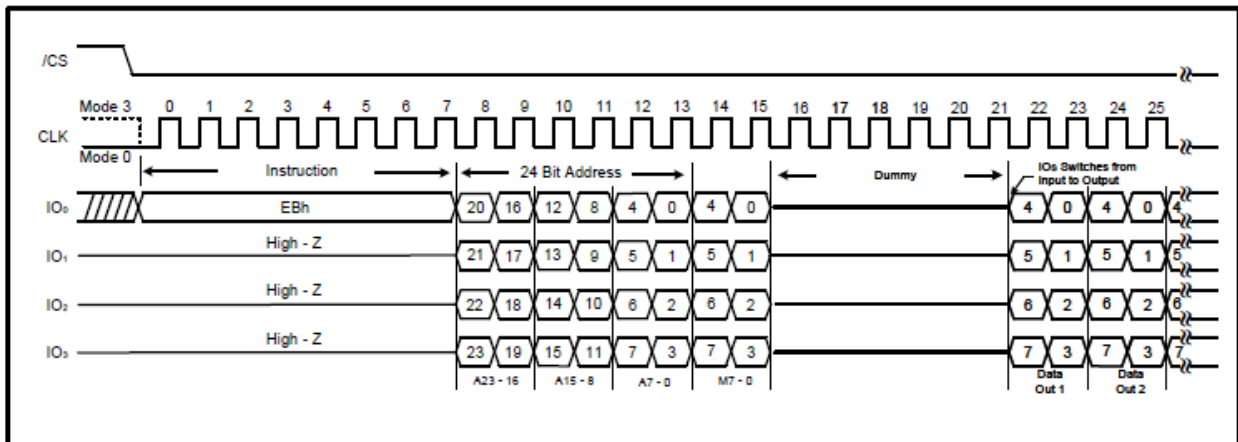 /CS
Mode 3 0 1 2 3 4 5 6 7 8 9 10 11 12 13 14 15 16 17 18 19 20 21 22 23 24 25
CLK
Mode 0
Instruction 24 Bit Address Dummy IOs Switches from
Input to Output
IO₀ EBh 20 16 12 8 4 0 4 0 4 0 4 0 4
High - Z
IO₁ 21 17 13 9 5 1 5 1 5 1 5 1 5
High - Z
IO₂ 22 18 14 10 6 2 6 2 6 2 6 2 6
High - Z
IO₃ 23 19 15 11 7 3 7 3 7 3 7 3 7
A23 - 16 A15 - 8 A7 - 0 M7 - 0 Data Data
Out 1 Out 2